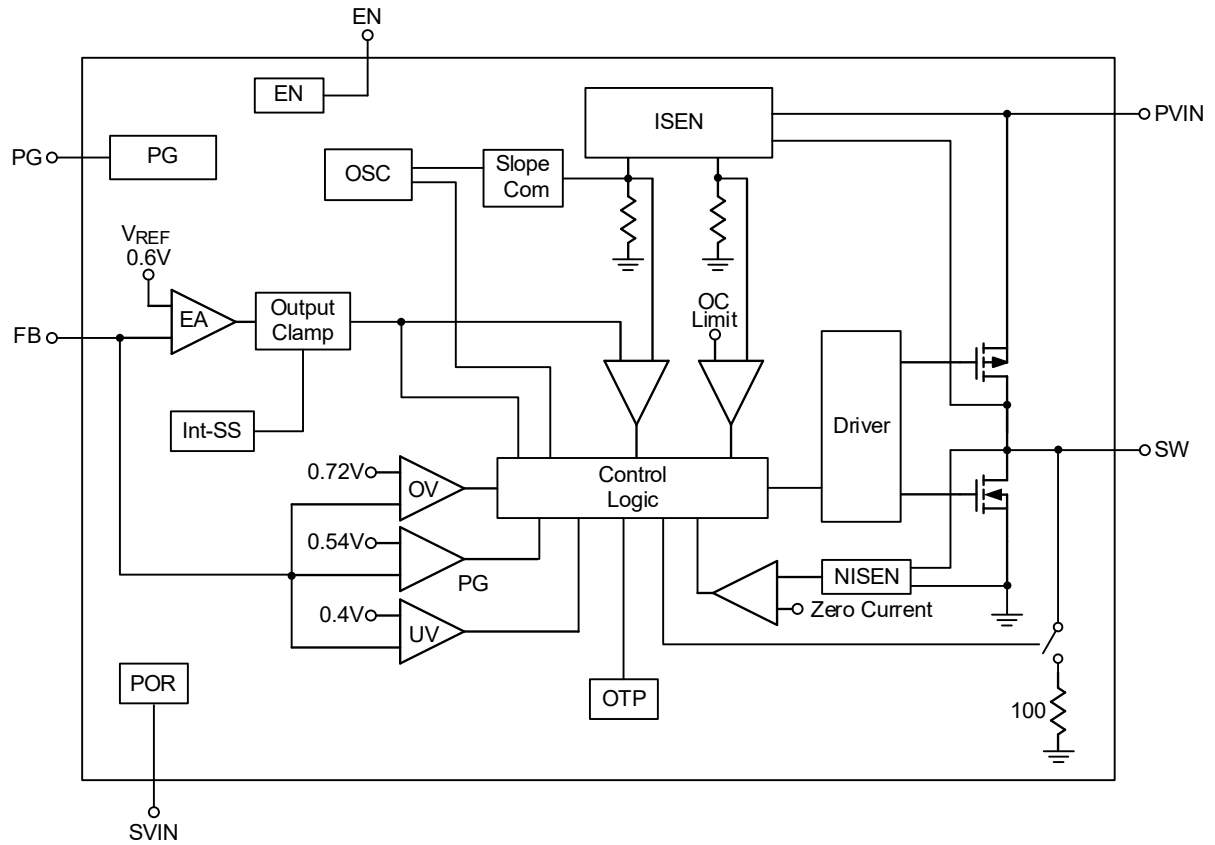 EN
EN
ISEN
PVIN
PG
PG
OSC
Slope
Com
VREF
0.6V
EA
Output
Clamp
OC
Limit
FB
Int-SS
Driver
SW
0.72V
OV
Control
Logic
0.54V
PG
NISEN
0.4V
UV
Zero Current
POR
OTP
100
SVIN